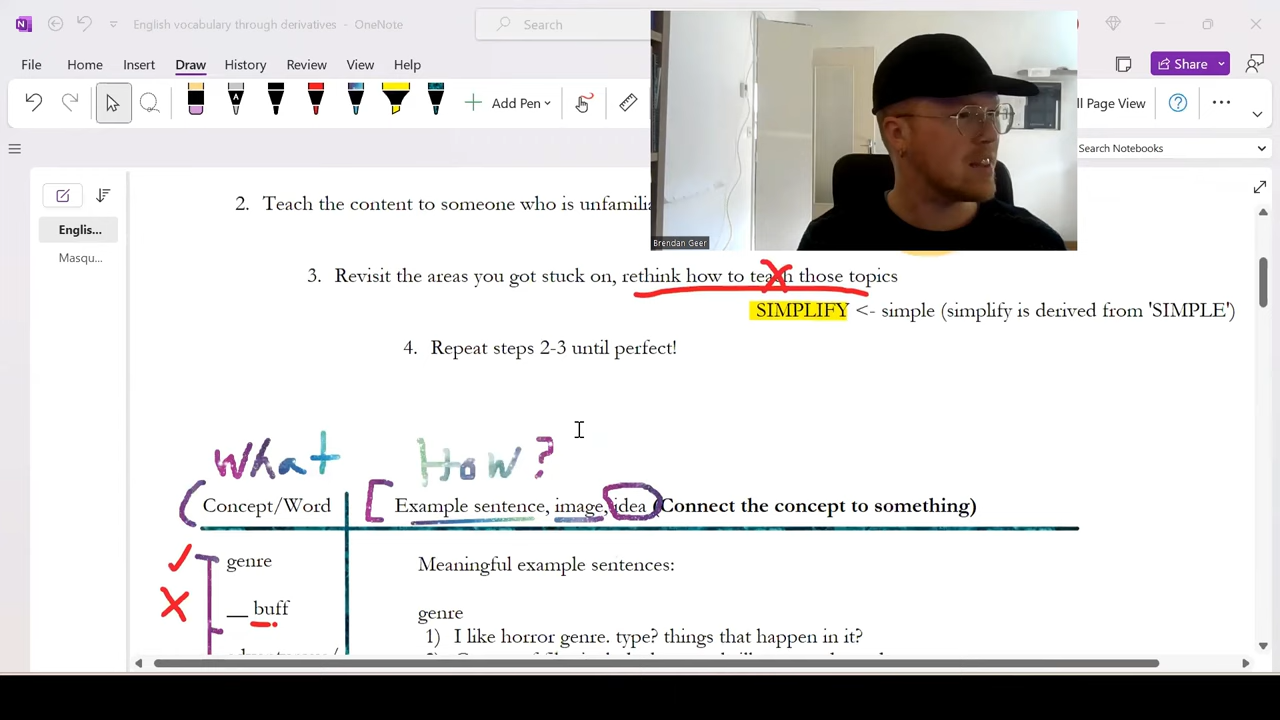 English vocabulary through derivatives - OneNote
Search
File Home Insert Draw History Review View Help
Share
Add Pen
ll Page View
Search Notebooks
Englis...
Masqu...
Brendan Geer
2. Teach the content to someone who is unfamilia
3. Revisit the areas you got stuck on, rethink how to teach those topics
SIMPLIFY <- simple (simplify is derived from 'SIMPLE')
4. Repeat steps 2-3 until perfect!
What How?
Concept/Word Example sentence, image, idea (Connect the concept to something)
genre Meaningful example sentences:
__ buff genre
1) I like horror genre. type? things that happen in it?